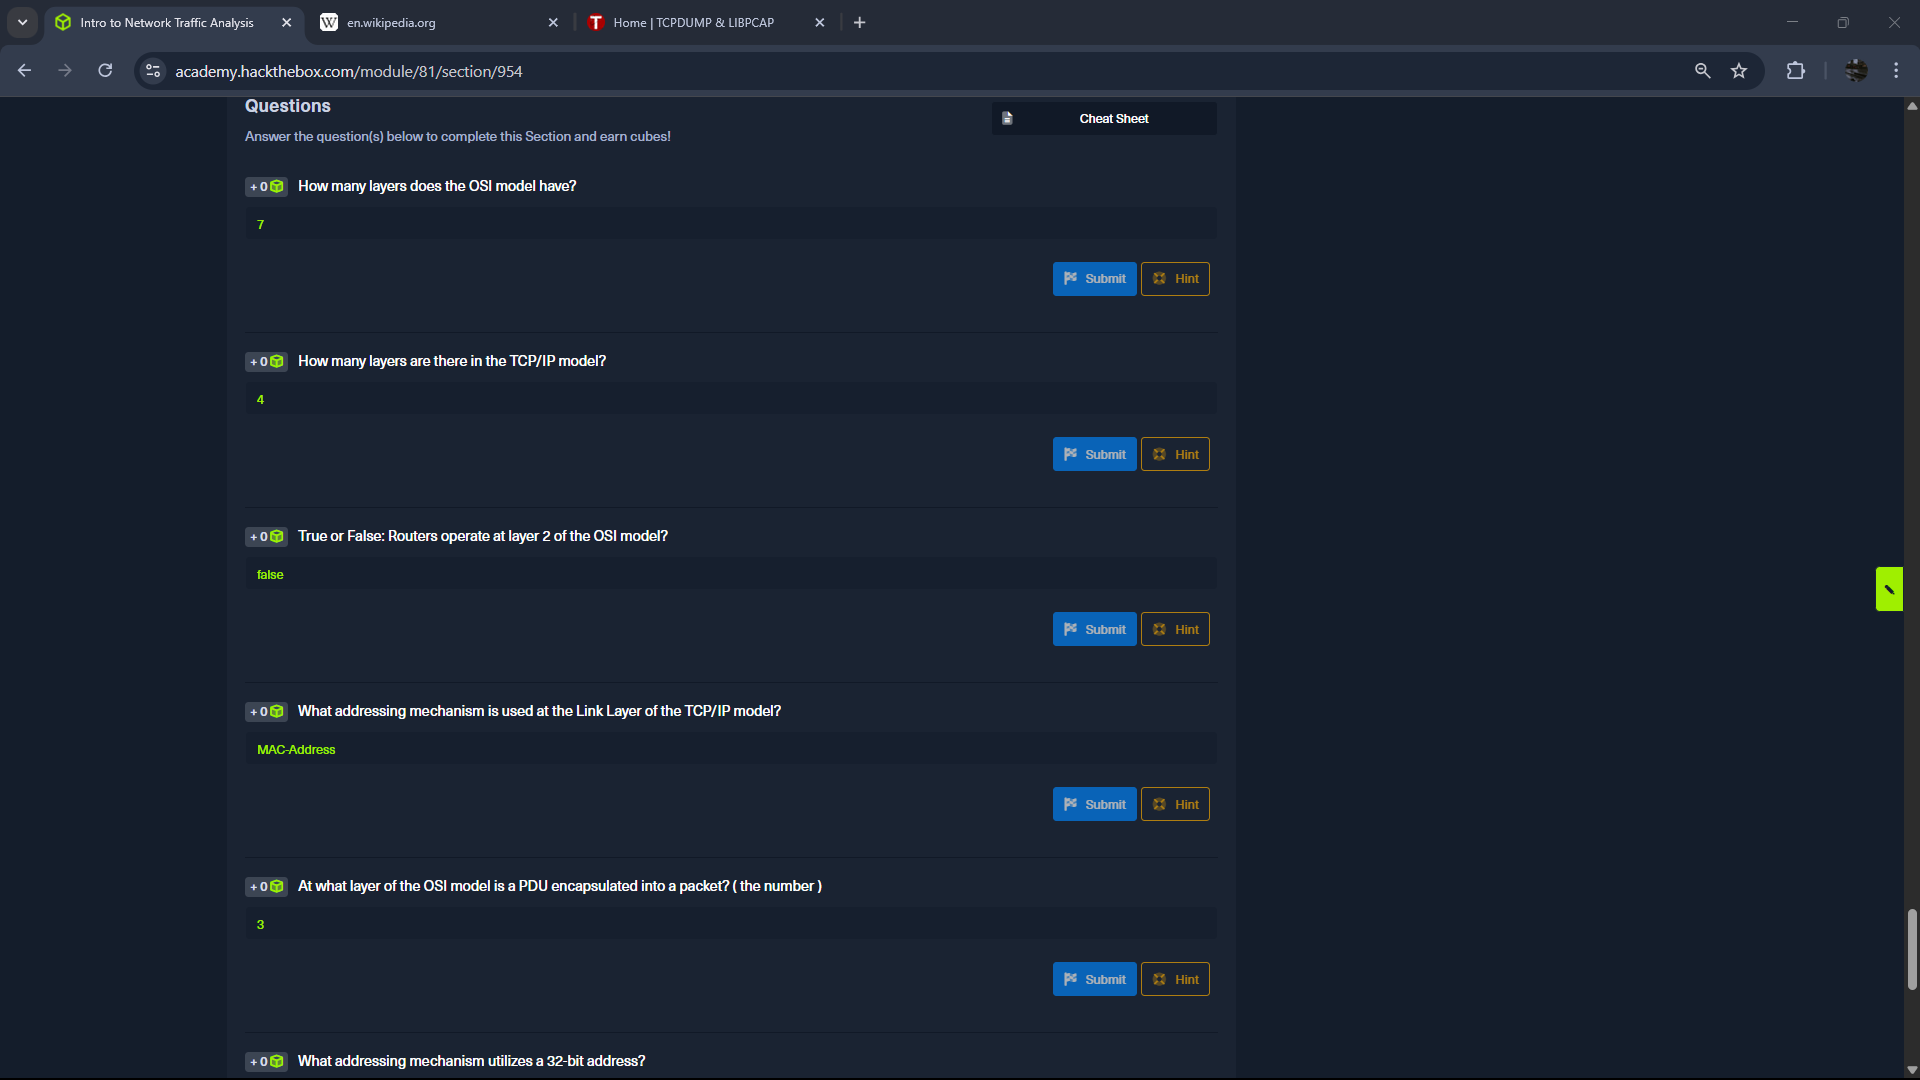 Intro to Network Traffic Analysis
en.wikipedia.org
Home | TCPDUMP & LIBPCAP
academy.hackthebox.com/module/81/section/954
Questions
Cheat Sheet
Answer the question(s) below to complete this Section and earn cubes!
+ 0 How many layers does the OSI model have?
7
Submit Hint
+ 0 How many layers are there in the TCP/IP model?
4
Submit Hint
+ 0 True or False: Routers operate at layer 2 of the OSI model?
false
Submit Hint
+ 0 What addressing mechanism is used at the Link Layer of the TCP/IP model?
MAC-Address
Submit Hint
+ 0 At what layer of the OSI model is a PDU encapsulated into a packet? ( the number )
3
Submit Hint
+ 0 What addressing mechanism utilizes a 32-bit address?